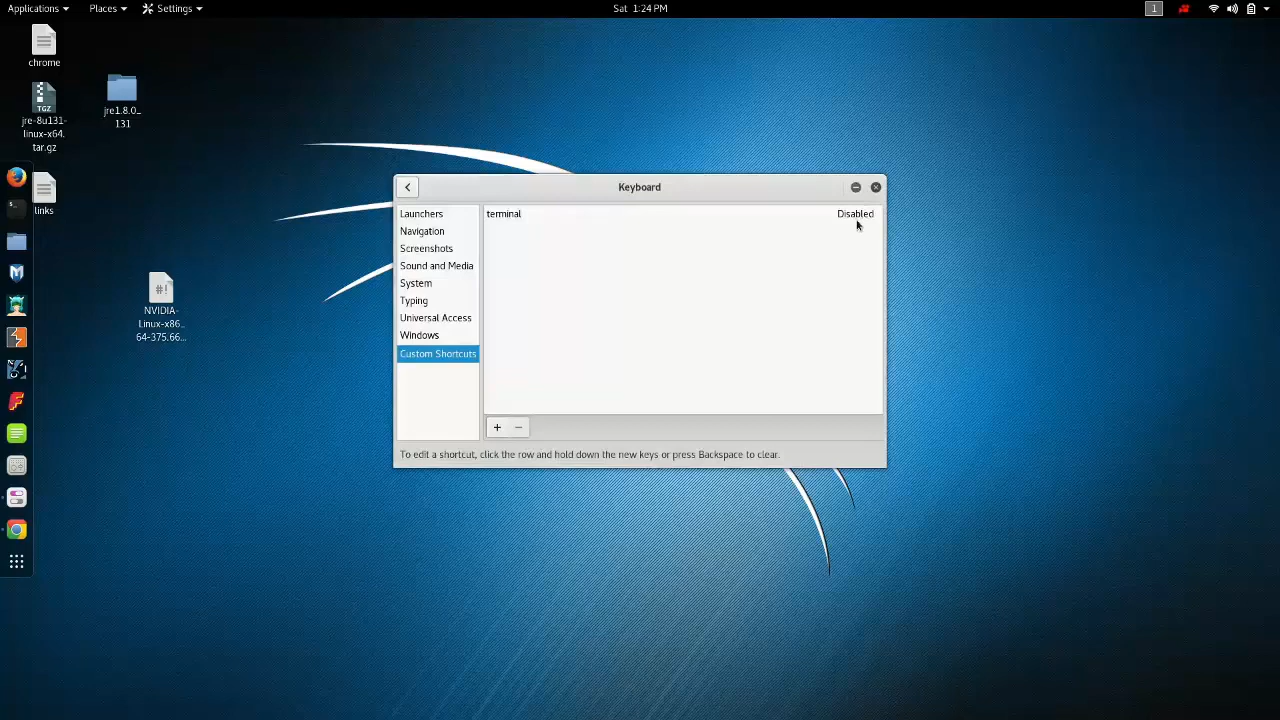 Applications
Places
Settings
Sat 1:24 PM
1
chrome
TGZ
jre-8u131-
linux-x64.
tar.gz
jre1.8.0_
131
links
#!
NVIDIA-
Linux-x86_
64-375.66...
Keyboard
Launchers
Navigation
Screenshots
Sound and Media
System
Typing
Universal Access
Windows
Custom Shortcuts
terminal
Disabled
+ −
To edit a shortcut, click the row and hold down the new keys or press Backspace to clear.